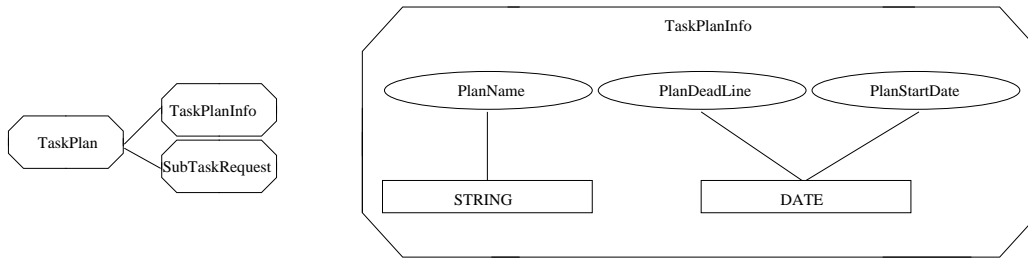 TaskPlan
TaskPlanInfo
SubTaskRequest
TaskPlanInfo
PlanName
PlanDeadLine
PlanStartDate
STRING
DATE